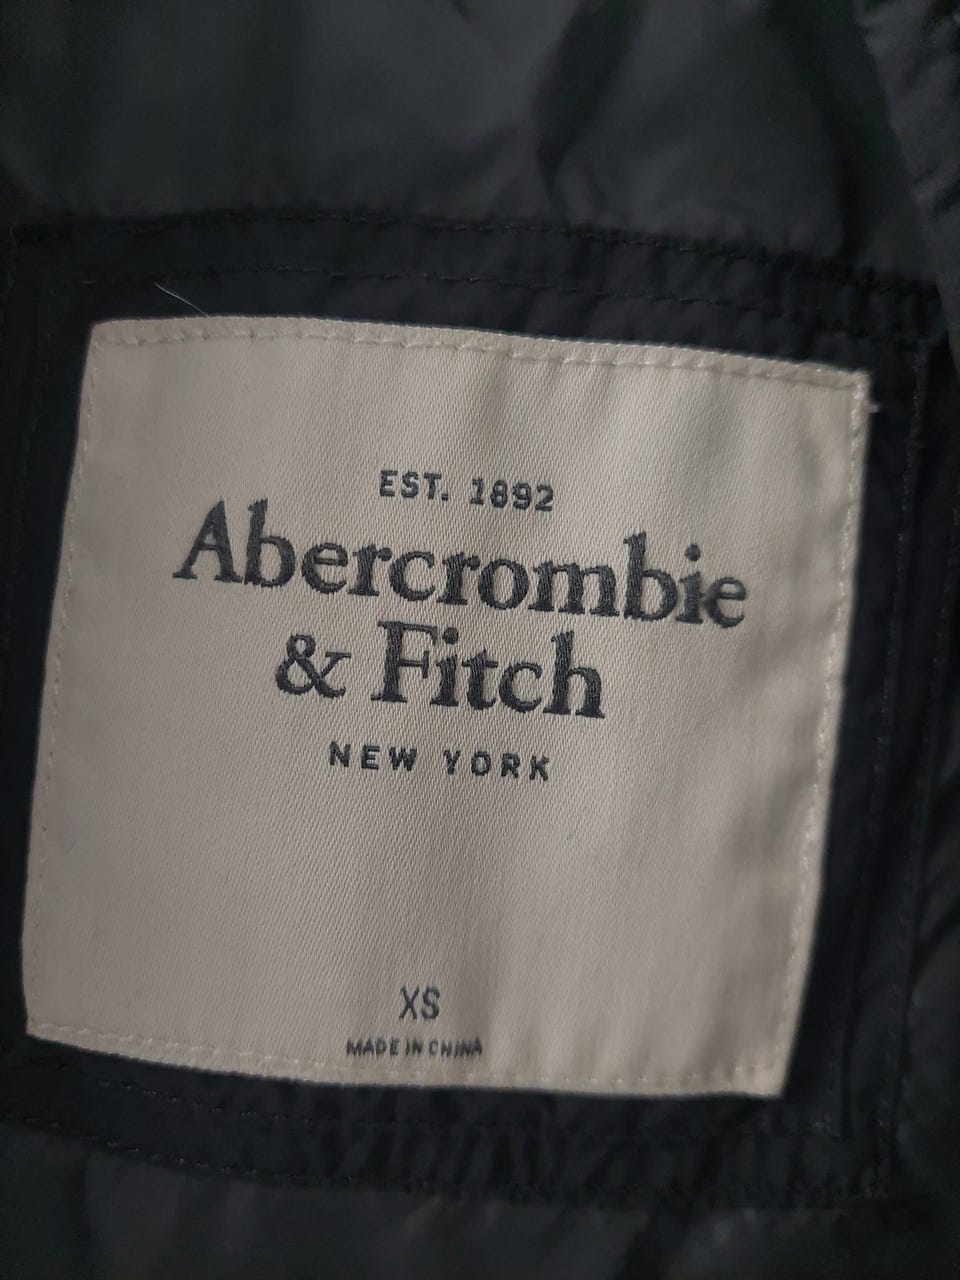 EST. 1892
Abercrombie
& Fitch
NEW YORK
XS
MADE IN CHINA